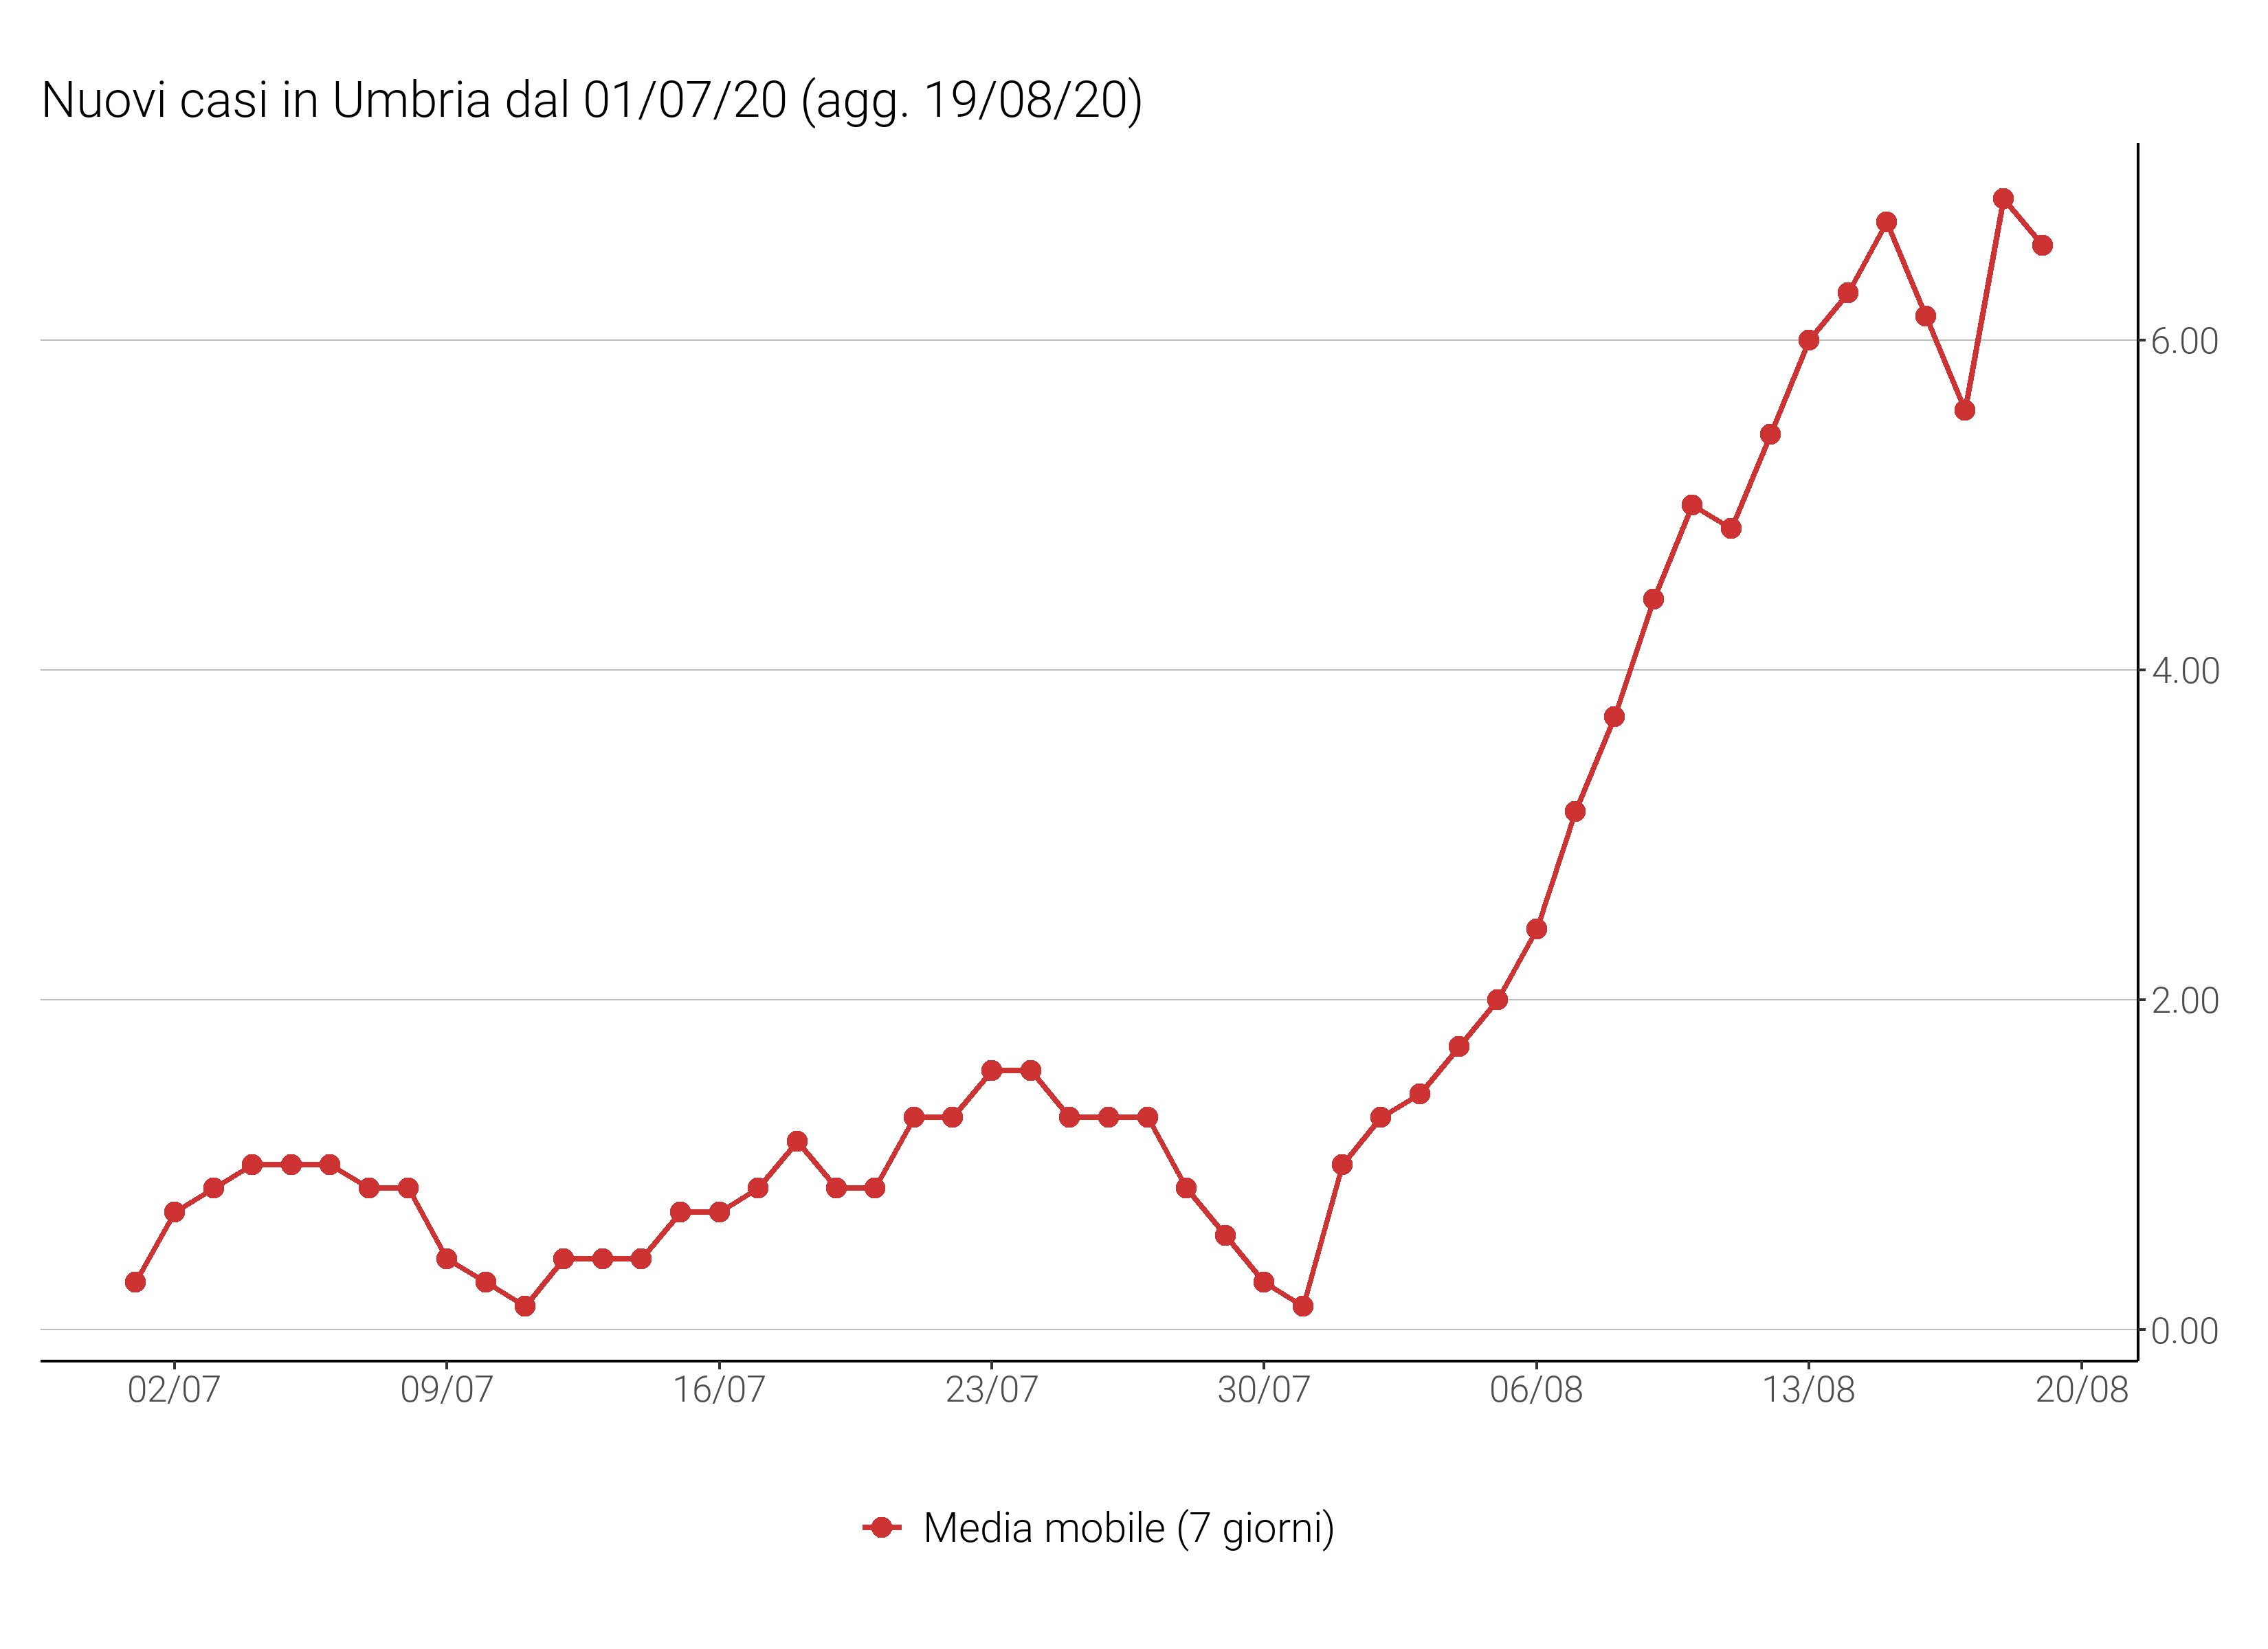 Nuovi casi in Umbria dal 01/07/20 (agg. 19/08/20)
6.00
4.00
2.00
0.00
02/07 09/07 16/07 23/07 30/07 06/08 13/08 20/08
Media mobile (7 giorni)